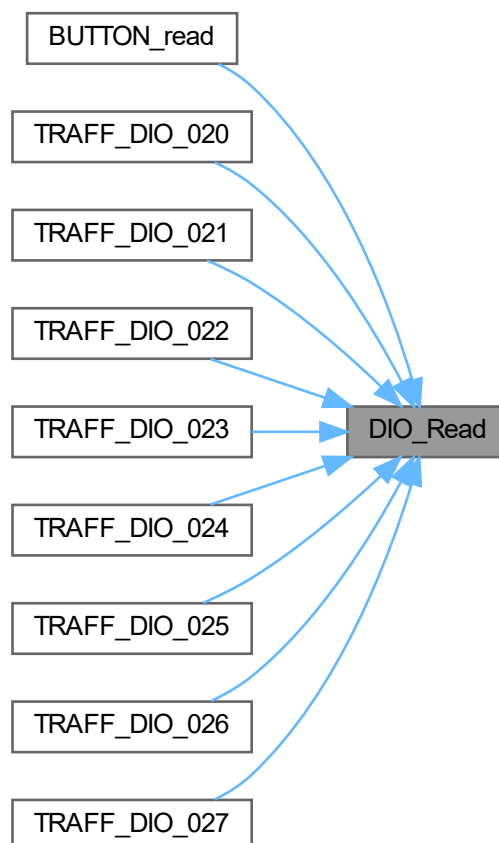 BUTTON_read
TRAFF_DIO_020
TRAFF_DIO_021
TRAFF_DIO_022
TRAFF_DIO_023
DIO_Read
TRAFF_DIO_024
TRAFF_DIO_025
TRAFF_DIO_026
TRAFF_DIO_027